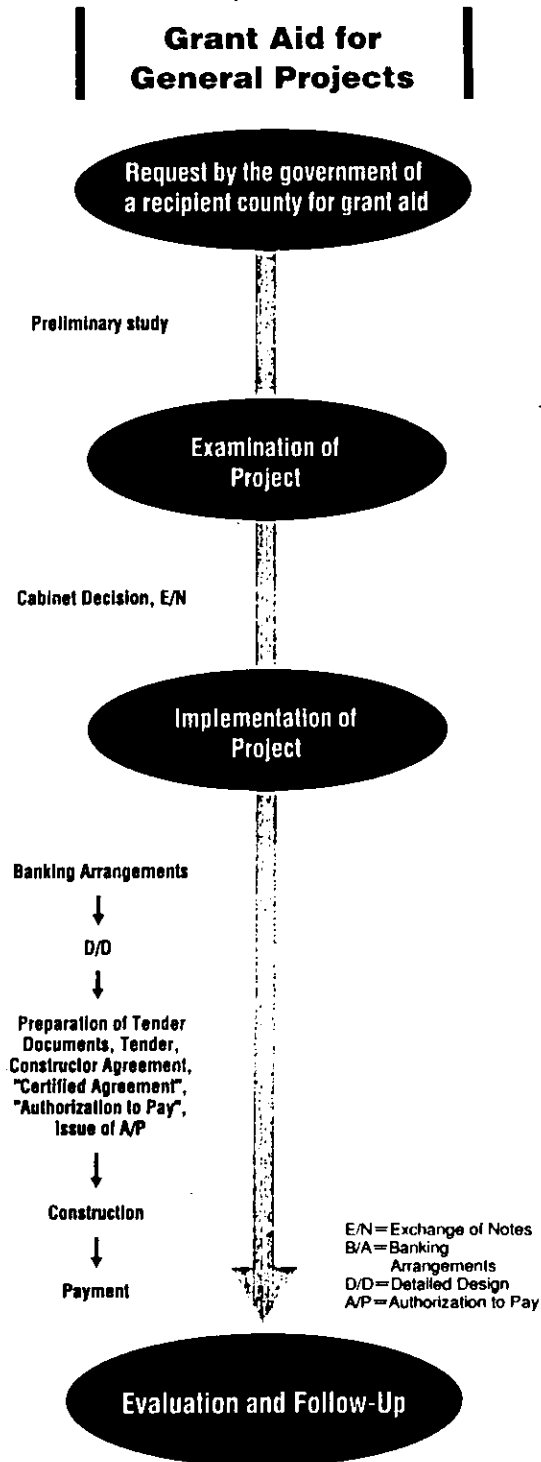 Grant Aid for
General Projects
Request by the government of
a recipient county for grant aid
Preliminary study
Examination of
Project
Cabinet Decision, E/N
Implementation of
Project
Banking Arrangements
D/D
Preparation of Tender
Documents, Tender,
Constructor Agreement,
"Certified Agreement",
"Authorization to Pay",
Issue of A/P
Construction
Payment
E/N=Exchange of Notes
B/A=Banking
Arrangements
D/D=Detailed Design
A/P=Authorization to Pay
Evaluation and Follow-Up